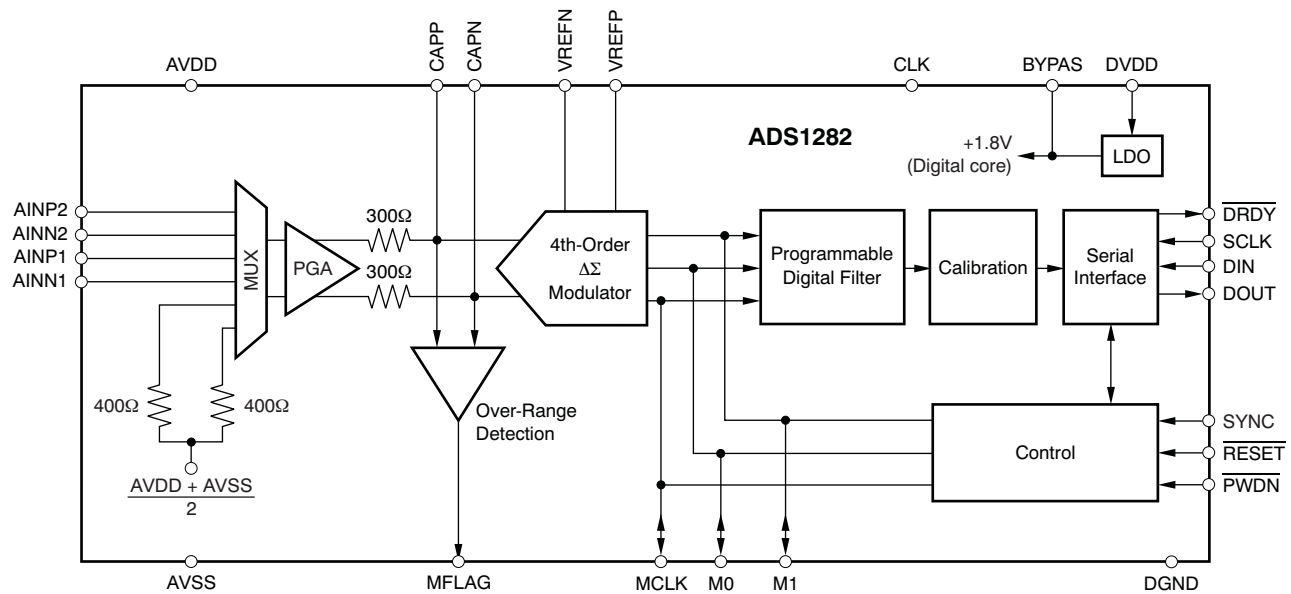 CAPP
CAPN
VREFN
VREFP
AVDD
CLK
BYPAS
DVDD
ADS1282
+1.8V
(Digital core)
LDO
AINP2
AINN2
AINP1
AINN1
MUX
PGA
300Ω
300Ω
4th-Order
ΔΣ
Modulator
Programmable
Digital Filter
Calibration
Serial
Interface
DRDY
SCLK
DIN
DOUT
400Ω
400Ω
AVDD + AVSS
2
Over-Range
Detection
Control
SYNC
RESET
PWDN
AVSS
MFLAG
MCLK
M0
M1
DGND